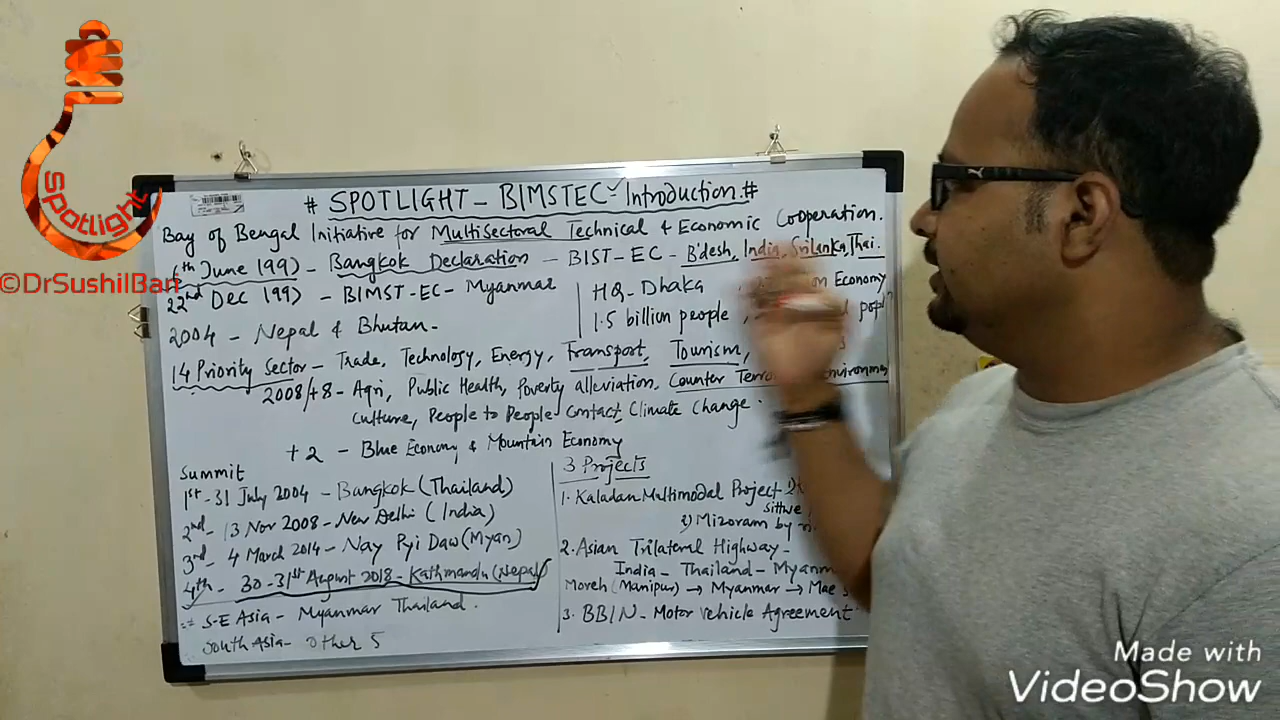 # SPOTLIGHT - BIMSTEC - Introduction. #
Bay of Bengal Initiative for MultiSectoral Technical & Economic Cooperation.
6th June 1997 - Bangkok Declaration - BIST-EC - B'desh, India, Srilanka, Thai.
22nd Dec 1997 - BIMST-EC - Myanmar
HQ - Dhaka
Economy
2004 - Nepal & Bhutan.
1.5 billion people
14 Priority Sector - Trade, Technology, Energy, Transport, Tourism,
2008/+8 - Agri, Public Health, Poverty alleviation, Counter
Culture, People to People Contact, Climate Change.
+2 - Blue Economy & Mountain Economy
Summit
1st - 31 July 2004 - Bangkok (Thailand)
2nd - 13 Nov 2008 - New Delhi (India)
3rd - 4 March 2014 - Nay Pyi Daw (Myan)
4th - 30-31st August 2018 - Kathmandu (Nepal)
S-E Asia - Myanmar Thailand.
South Asia - Other 5
3 Projects
1. Kaladan Multimodal Project -
Sittwe
2) Mizoram by
2. Asian Trilateral Highway -
India - Thailand - Myanm
Moreh (Manipur) → Myanmar → Mae S
3. BBIN - Motor Vehicle Agreement
Spotlight
©DrSushilBari
Made with
VideoShow